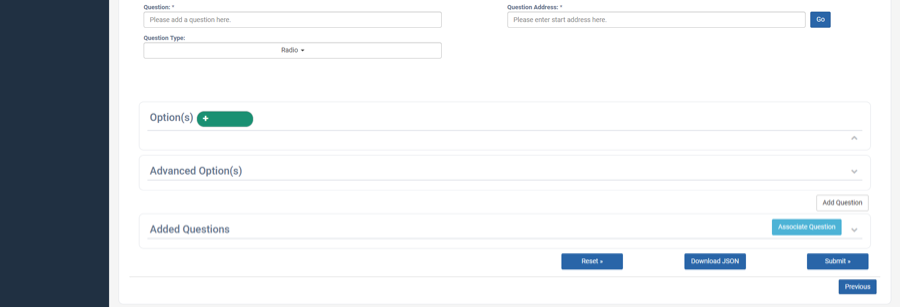 Question: *
Question Address: *
Please add a question here.
Please enter start address here.
Go
Question Type:
Radio
Option(s)
+
Advanced Option(s)
Add Question
Added Questions
Associate Question
Reset »
Download JSON
Submit »
Previous